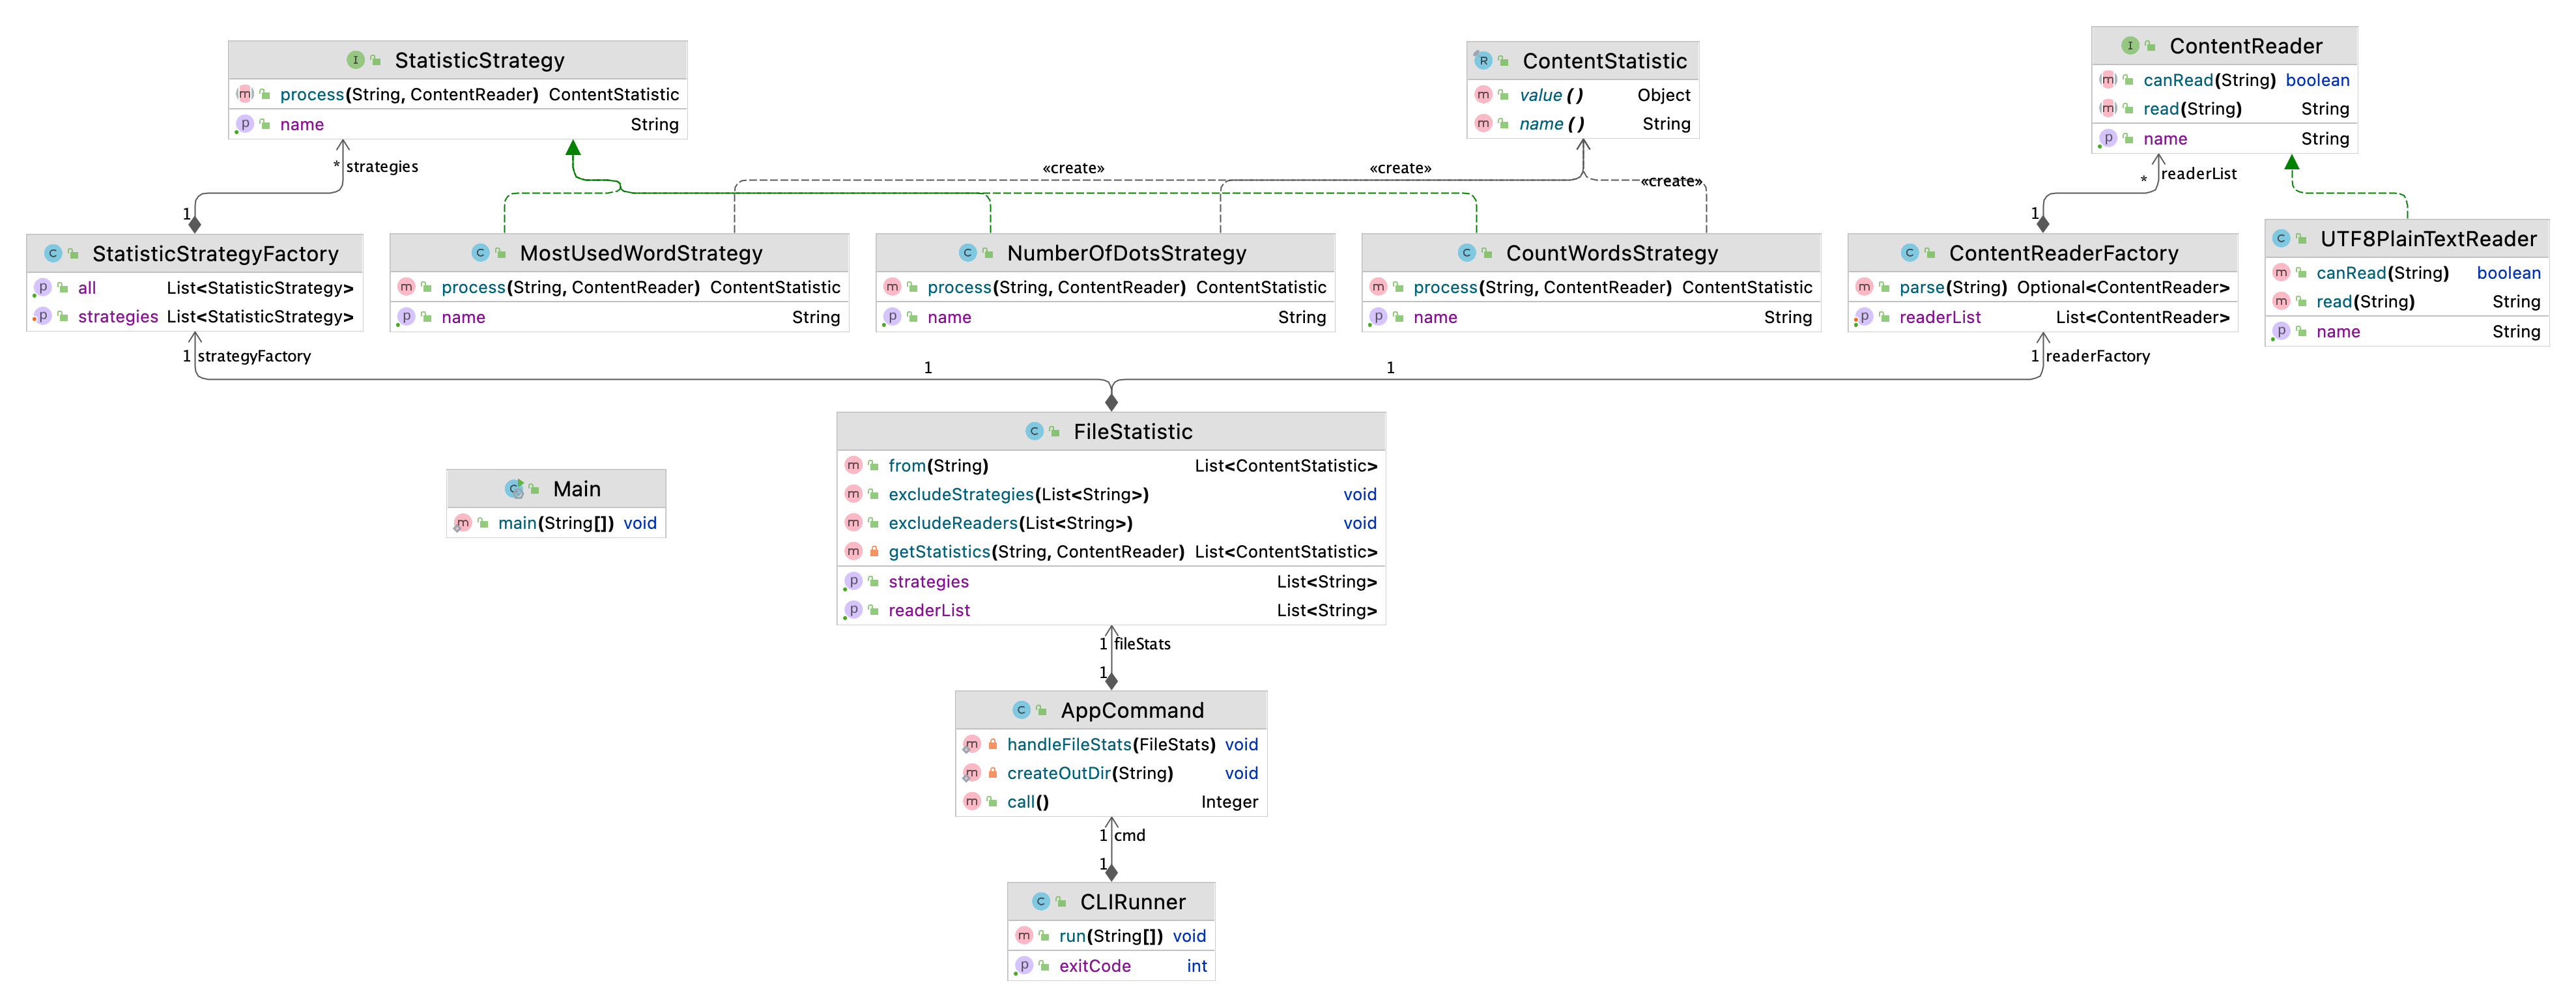 StatisticStrategy
process(String, ContentReader) ContentStatistic
name String
ContentStatistic
value () Object
name () String
ContentReader
canRead(String) boolean
read(String) String
name String
* strategies
«create»
«create»
«create»
* readerList
1
1
StatisticStrategyFactory
all List<StatisticStrategy>
strategies List<StatisticStrategy>
MostUsedWordStrategy
process(String, ContentReader) ContentStatistic
name String
NumberOfDotsStrategy
process(String, ContentReader) ContentStatistic
name String
CountWordsStrategy
process(String, ContentReader) ContentStatistic
name String
ContentReaderFactory
parse(String) Optional<ContentReader>
readerList List<ContentReader>
UTF8PlainTextReader
canRead(String) boolean
read(String) String
name String
1 strategyFactory
1
1
1 readerFactory
FileStatistic
from(String) List<ContentStatistic>
excludeStrategies(List<String>) void
excludeReaders(List<String>) void
getStatistics(String, ContentReader) List<ContentStatistic>
strategies List<String>
readerList List<String>
Main
main(String[]) void
1 fileStats
1
AppCommand
handleFileStats(FileStats) void
createOutDir(String) void
call() Integer
1 cmd
1
CLIRunner
run(String[]) void
exitCode int